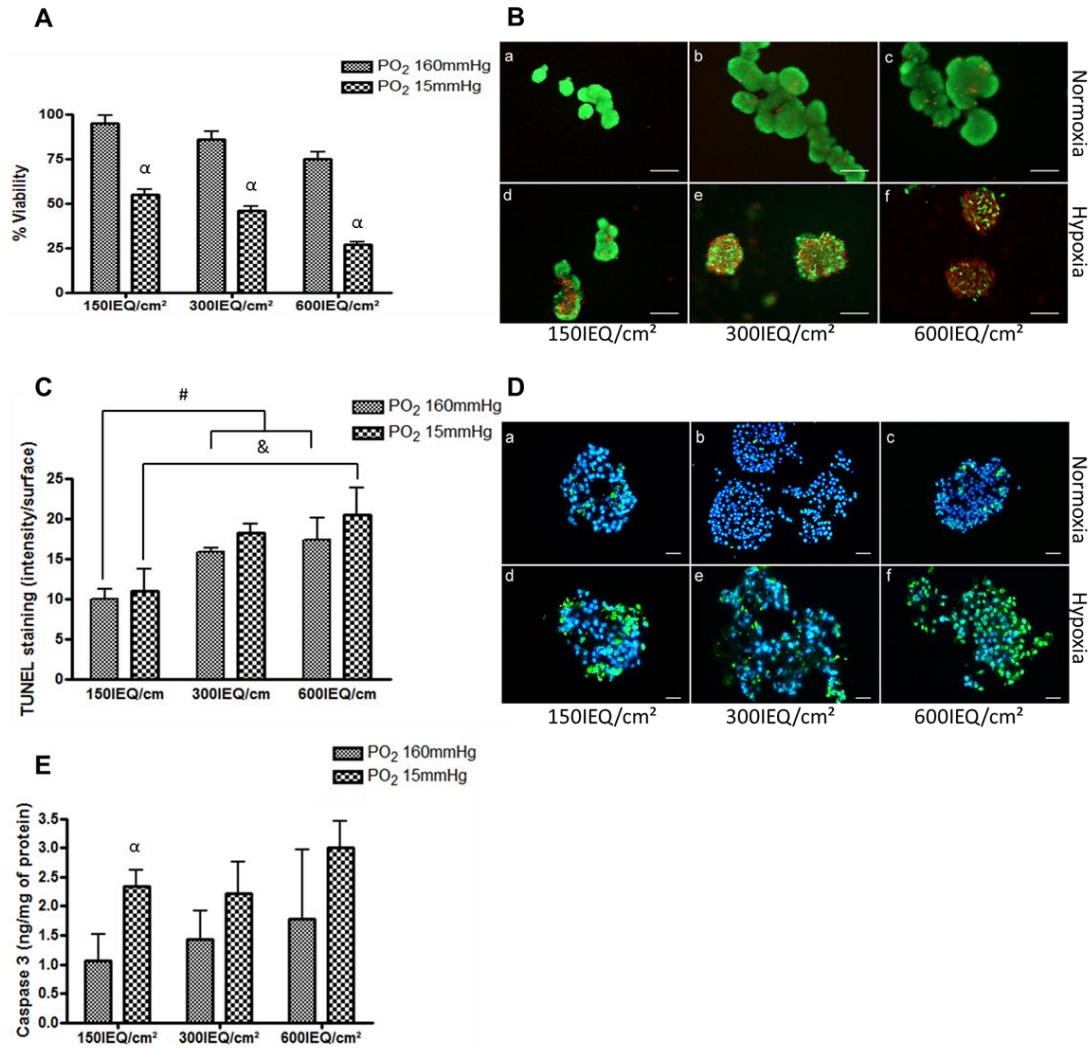 A
PO2 160mmHg
PO2 15mmHg
% Viability
100
75
50
25
0
α
α
α
150IEQ/cm²
300IEQ/cm²
600IEQ/cm²
B
a
b
c
Normoxia
d
e
f
Hypoxia
150IEQ/cm²
300IEQ/cm²
600IEQ/cm²
C
#
PO2 160mmHg
PO2 15mmHg
&
TUNEL staining (intensity/surface)
25
20
15
10
5
0
150IEQ/cm
300IEQ/cm
600IEQ/cm
D
a
b
c
Normoxia
d
e
f
Hypoxia
150IEQ/cm²
300IEQ/cm²
600IEQ/cm²
E
PO2 160mmHg
PO2 15mmHg
Caspase 3 (ng/mg of protein)
3.5
3.0
2.5
2.0
1.5
1.0
0.5
0.0
α
150IEQ/cm²
300IEQ/cm²
600IEQ/cm²